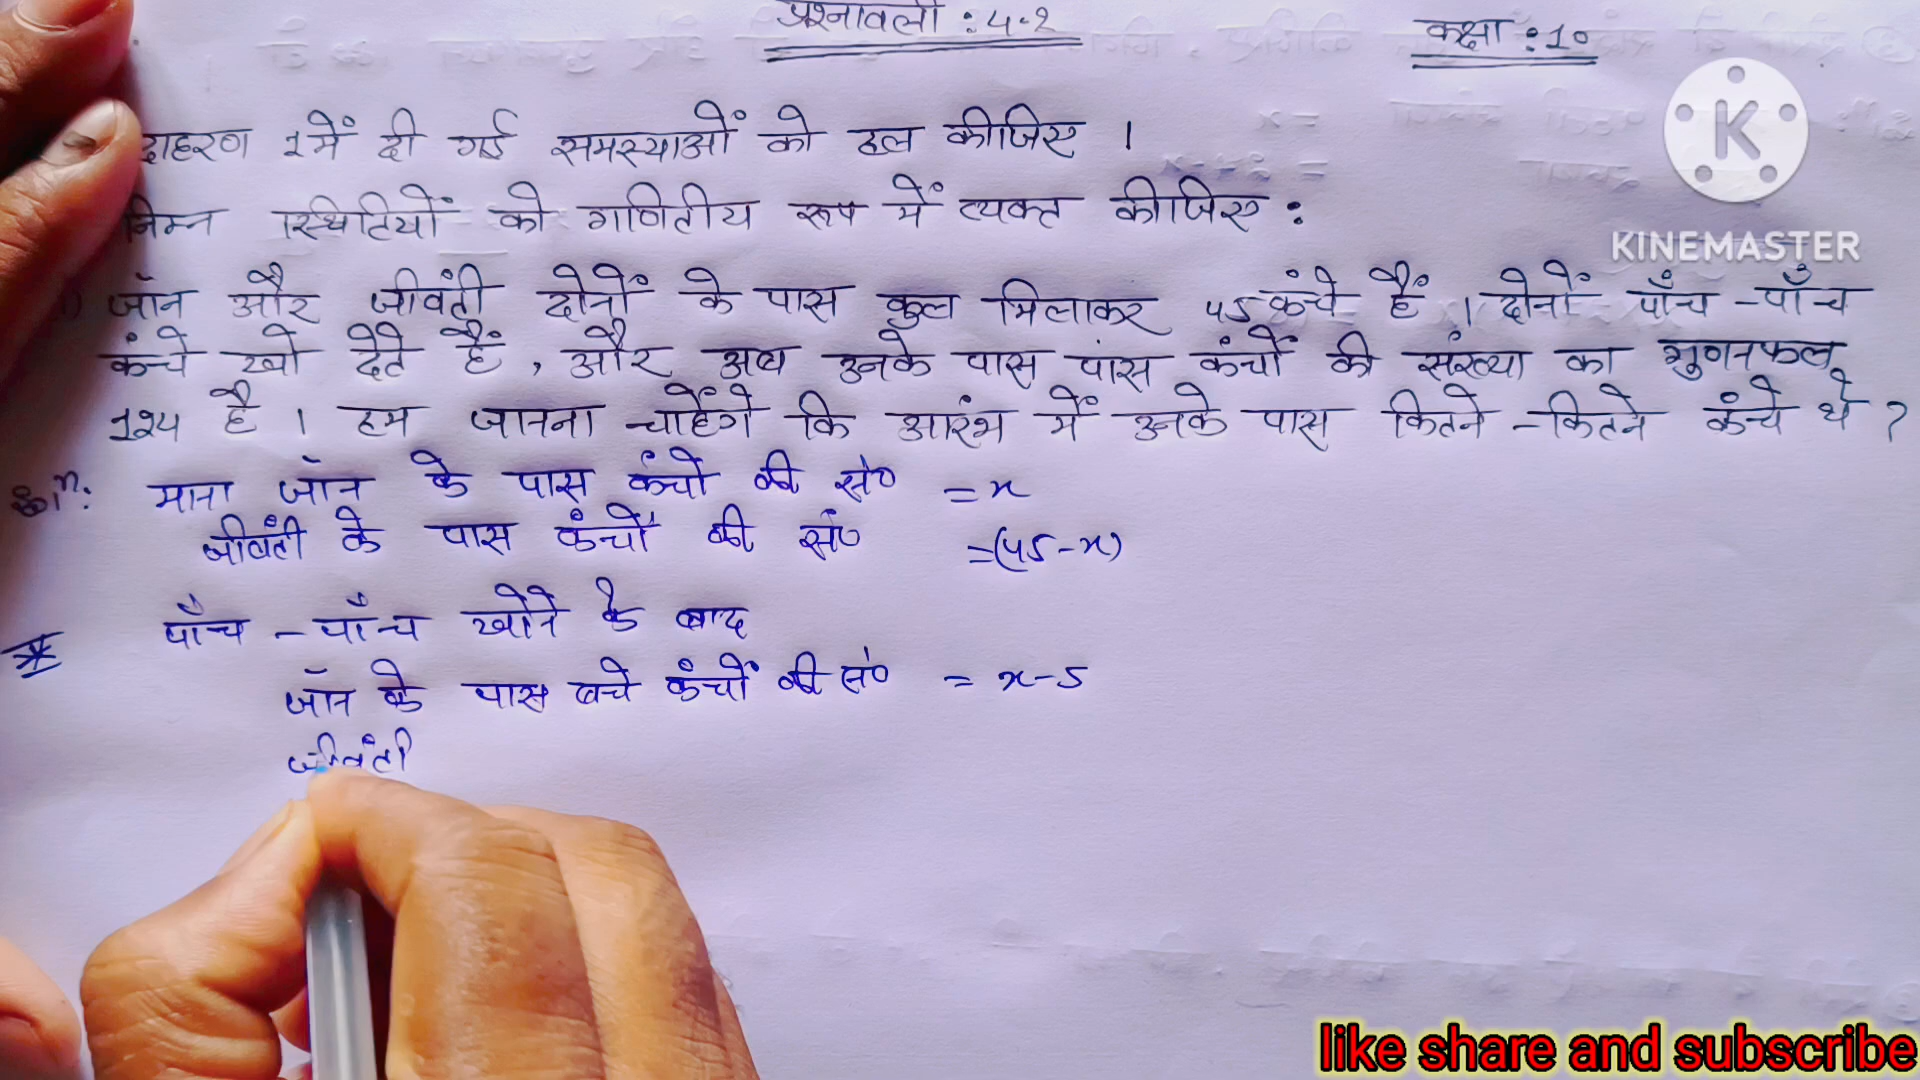 प्रश्नावली : 4.2
कक्षा : 10
दाहरण 1 में दी गई समस्याओं को हल कीजिए ।
निम्न स्थितियों को गणितीय रूप में व्यक्त कीजिए :
जॉन और जीवंती दोनों के पास कुल मिलाकर 45 कंचे हैं । दोनों पाँच - पाँच
कंचे खो देते हैं , और अब उनके पास पांस कंचों की संख्या का गुणनफल
124 है । हम जानना चाहेंगे कि आरंभ में उनके पास कितने - कितने कंचे थे ?
Solⁿ: माना जॉन के पास कंचों की सं० = x
जीवंती के पास कंचों की सं० = (45 - x)
पाँच - पाँच खोने के बाद
जॉन के पास बचे कंचों की सं० = x - 5
जीवंती
K
KINEMASTER
like share and subscribe